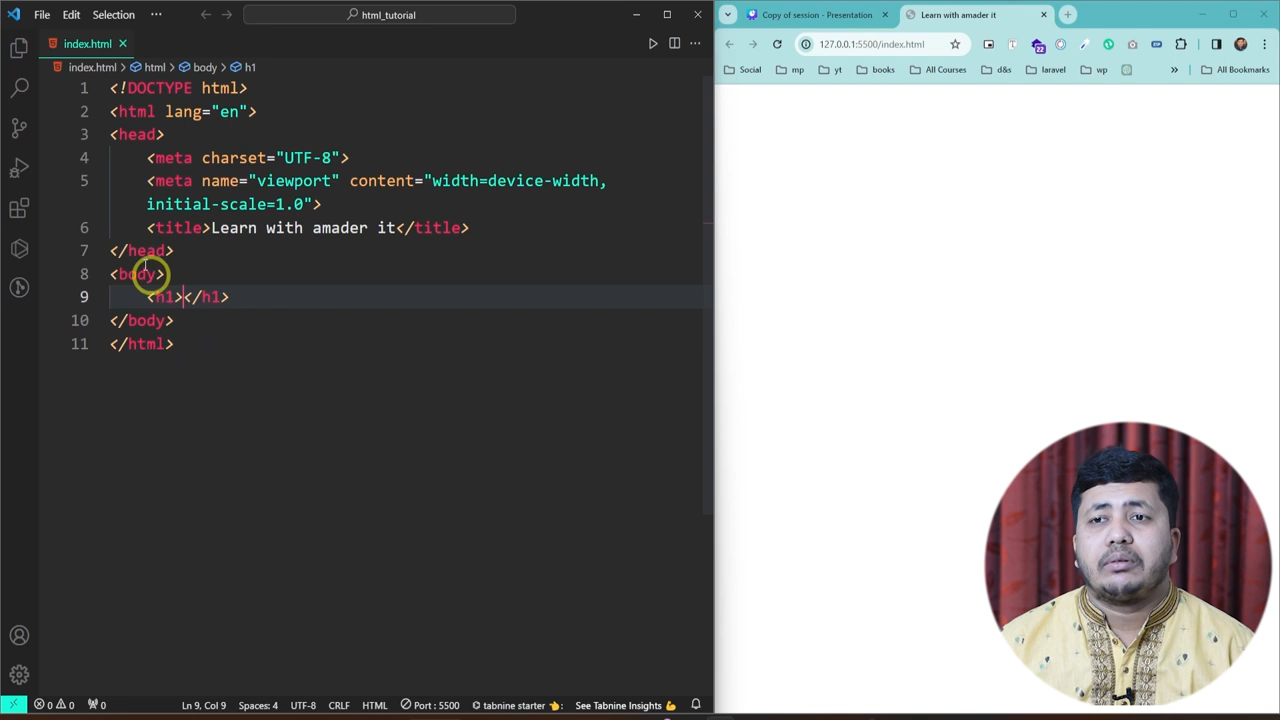 File Edit Selection ··· html_tutorial
index.html
index.html > html > body > h1
1 <!DOCTYPE html>
2 <html lang="en">
3 <head>
4 <meta charset="UTF-8">
5 <meta name="viewport" content="width=device-width,
initial-scale=1.0">
6 <title>Learn with amader it</title>
7 </head>
8 <body>
9 <h1></h1>
10 </body>
11 </html>
0 0 0 Ln 9, Col 9 Spaces: 4 UTF-8 CRLF HTML Port : 5500 tabnine starter See Tabnine Insights
Copy of session - Presentation Learn with amader it
127.0.0.1:5500/index.html 22
Social mp yt books All Courses d&s laravel wp » All Bookmarks